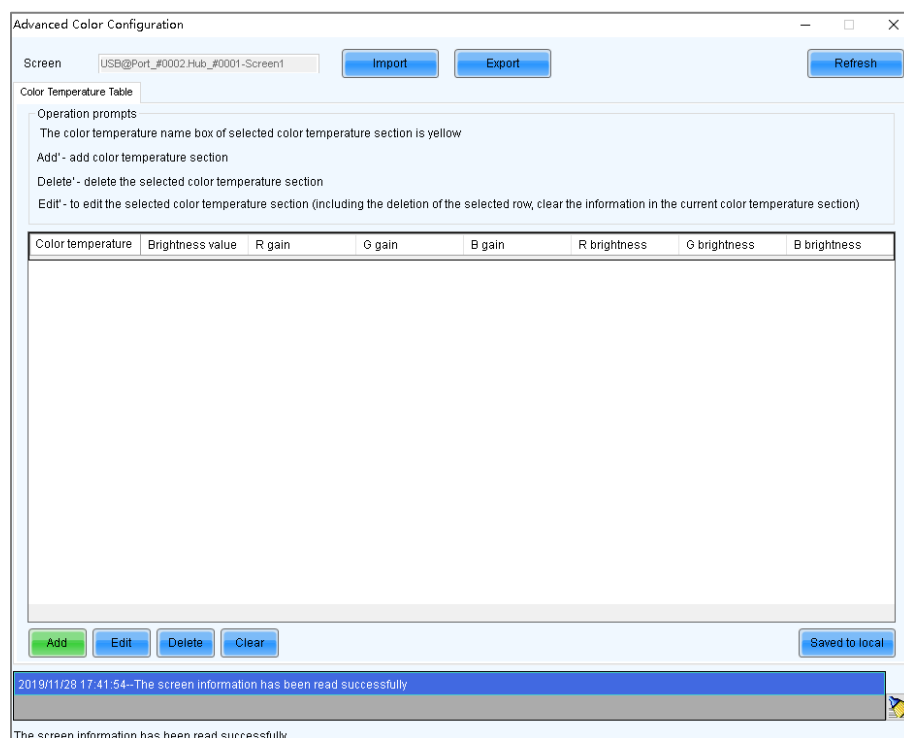 Advanced Color Configuration
Screen USB@Port_#0002.Hub_#0001-Screen1 Import Export Refresh
Color Temperature Table
Operation prompts
The color temperature name box of selected color temperature section is yellow
Add'- add color temperature section
Delete'- delete the selected color temperature section
Edit'- to edit the selected color temperature section (including the deletion of the selected row, clear the information in the current color temperature section)
Color temperature Brightness value R gain G gain B gain R brightness G brightness B brightness
Add Edit Delete Clear Saved to local
2019/11/28 17:41:54--The screen information has been read successfully
The screen information has been read successfully